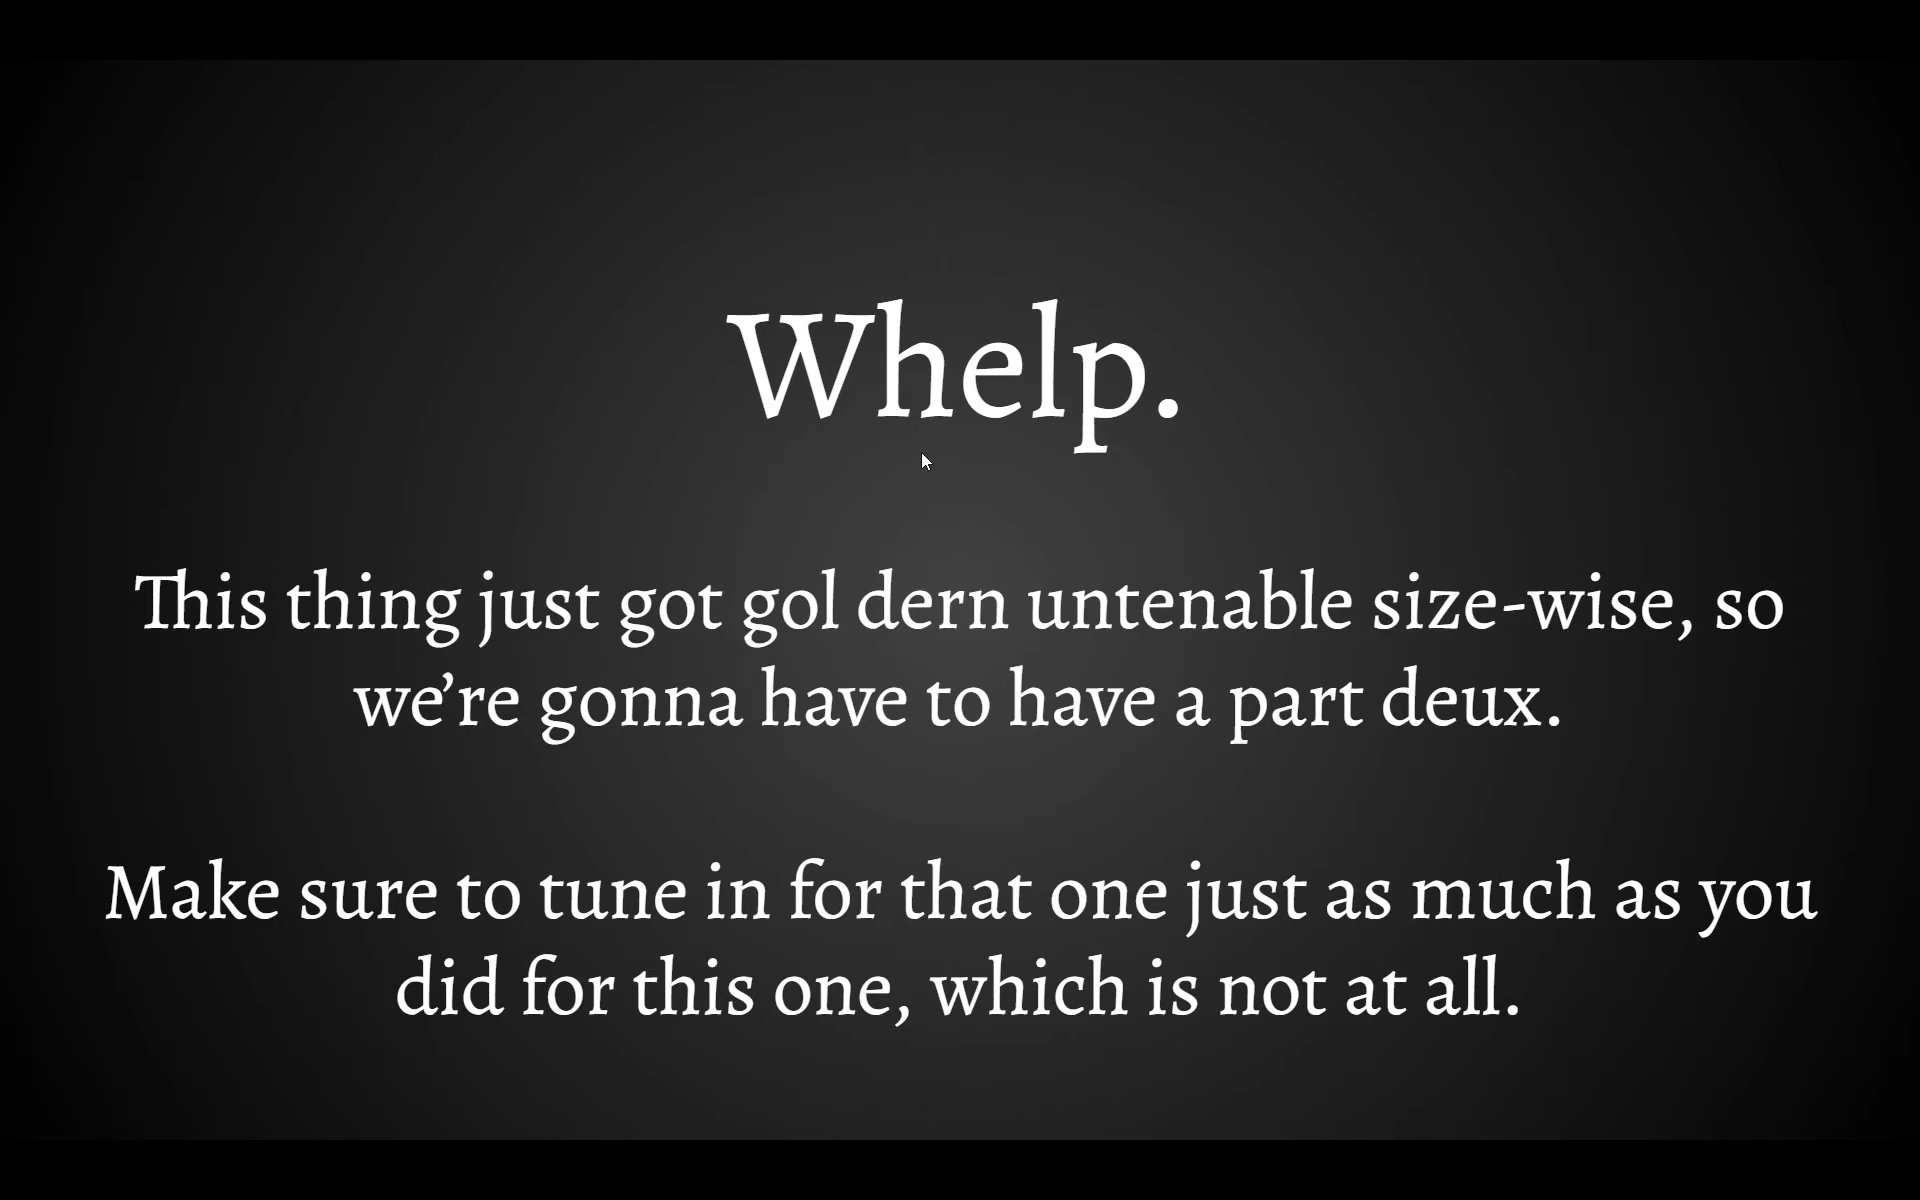 Whelp.
This thing just got gol dern untenable size-wise, so
we’re gonna have to have a part deux.
Make sure to tune in for that one just as much as you
did for this one, which is not at all.